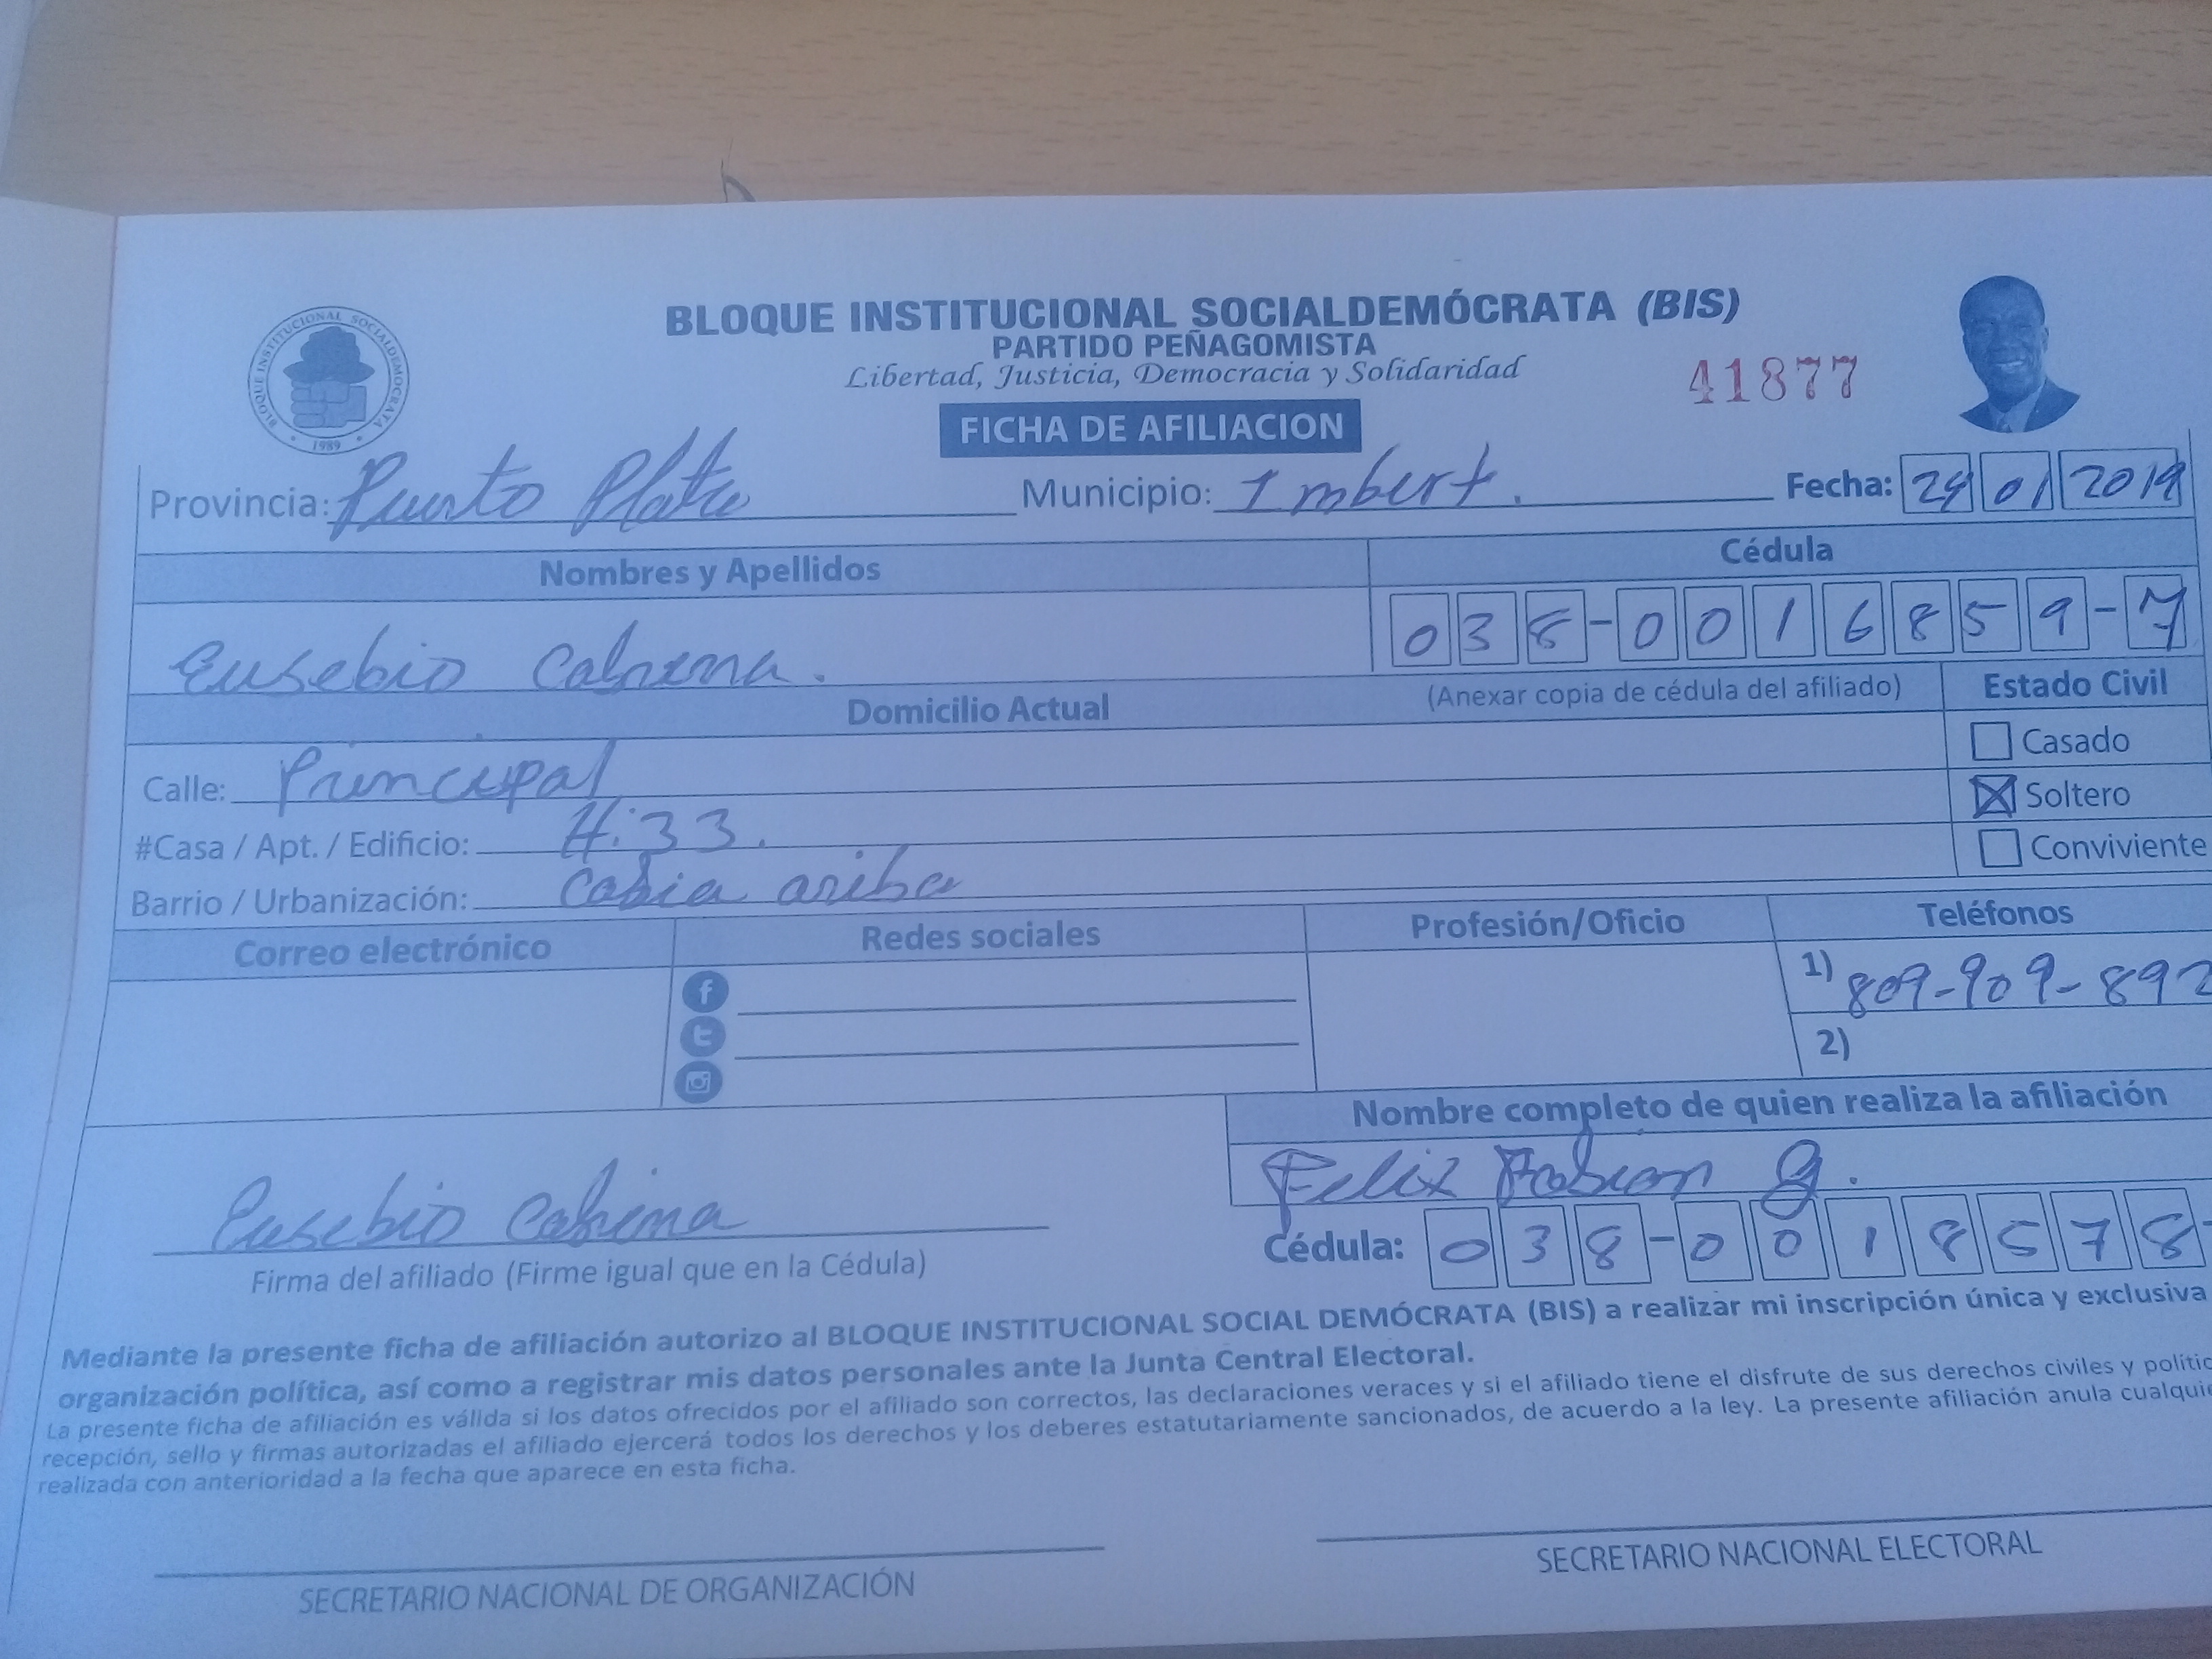 BLOQUE INSTITUCIONAL SOCIALDEMÓCRATA (BIS)
PARTIDO PEÑAGOMISTA
Libertad, Justicia, Democracia y Solidaridad
41877
BLOQUE INSTITUCIONAL SOCIALDEMOCRATA
1989
FICHA DE AFILIACION
Provincia: Puerto Plata Municipio: Imbert. Fecha: 29 01 2019
Nombres y Apellidos Cédula
Eusebio Cabrera. 038-0016859-7
Domicilio Actual (Anexar copia de cédula del afiliado) Estado Civil
Calle: Principal Casado
#Casa / Apt. / Edificio: #:33. Soltero
Barrio / Urbanización: Cabia ariba Conviviente
Correo electrónico Redes sociales Profesión/Oficio Teléfonos
1) 809-909-892
2)
Nombre completo de quien realiza la afiliación
Felix Fabian G.
Eusebio Cabrera Cédula: 038-0018578-
Firma del afiliado (Firme igual que en la Cédula)
Mediante la presente ficha de afiliación autorizo al BLOQUE INSTITUCIONAL SOCIAL DEMÓCRATA (BIS) a realizar mi inscripción única y exclusiva
organización política, así como a registrar mis datos personales ante la Junta Central Electoral.
La presente ficha de afiliación es válida si los datos ofrecidos por el afiliado son correctos, las declaraciones veraces y si el afiliado tiene el disfrute de sus derechos civiles y polític
recepción, sello y firmas autorizadas el afiliado ejercerá todos los derechos y los deberes estatutariamente sancionados, de acuerdo a la ley. La presente afiliación anula cualquie
realizada con anterioridad a la fecha que aparece en esta ficha.
SECRETARIO NACIONAL DE ORGANIZACIÓN SECRETARIO NACIONAL ELECTORAL